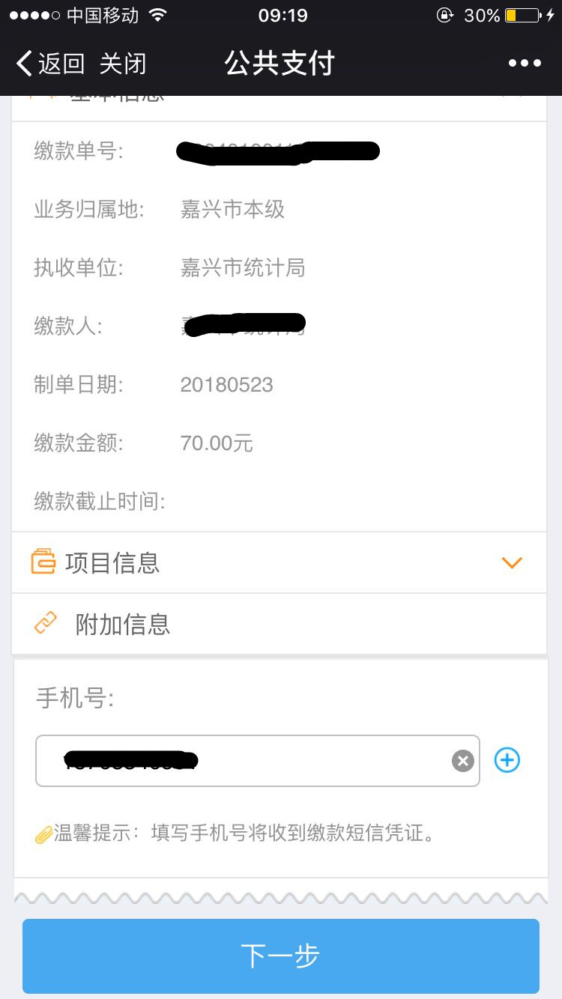 中国移动 09:19 30%
返回 关闭 公共支付
基本信息
缴款单号:
业务归属地: 嘉兴市本级
执收单位: 嘉兴市统计局
缴款人:
制单日期: 20180523
缴款金额: 70.00元
缴款截止时间:
项目信息
附加信息
手机号:
温馨提示：填写手机号将收到缴款短信凭证。
下一步